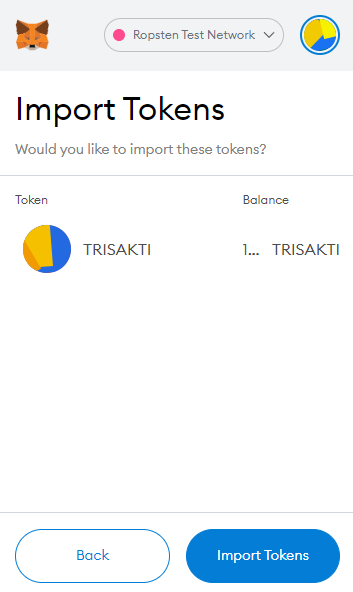 Ropsten Test Network
Import Tokens
Would you like to import these tokens?
Token Balance
TRISAKTI 1... TRISAKTI
Back Import Tokens